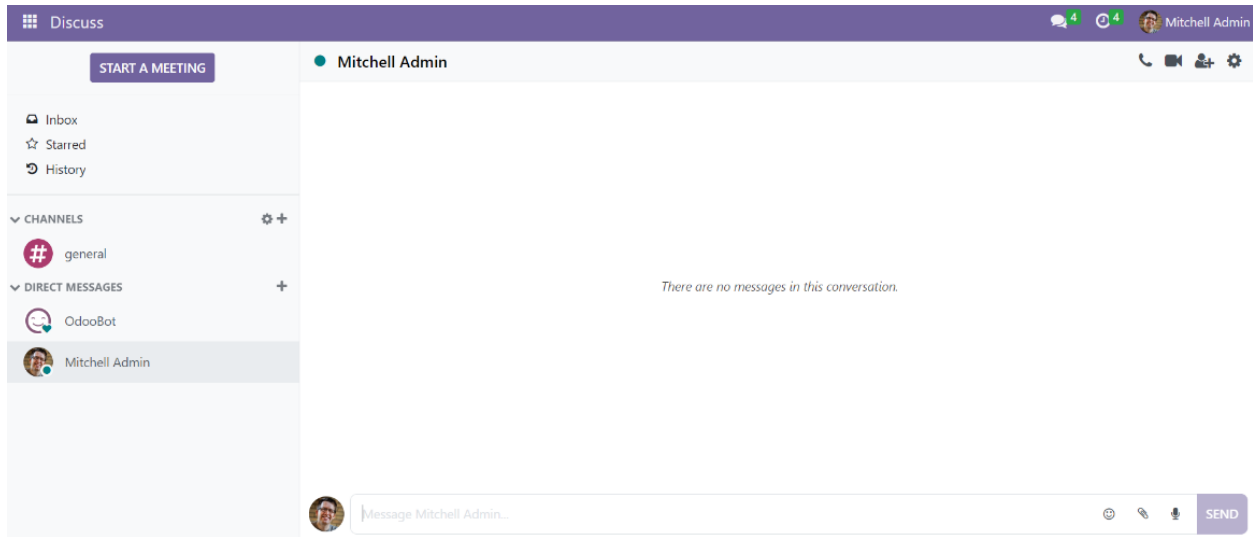 Discuss
4
4
Mitchell Admin
START A MEETING
Mitchell Admin
Inbox
Starred
History
CHANNELS
# general
DIRECT MESSAGES
OdooBot
Mitchell Admin
There are no messages in this conversation.
Message Mitchell Admin...
SEND